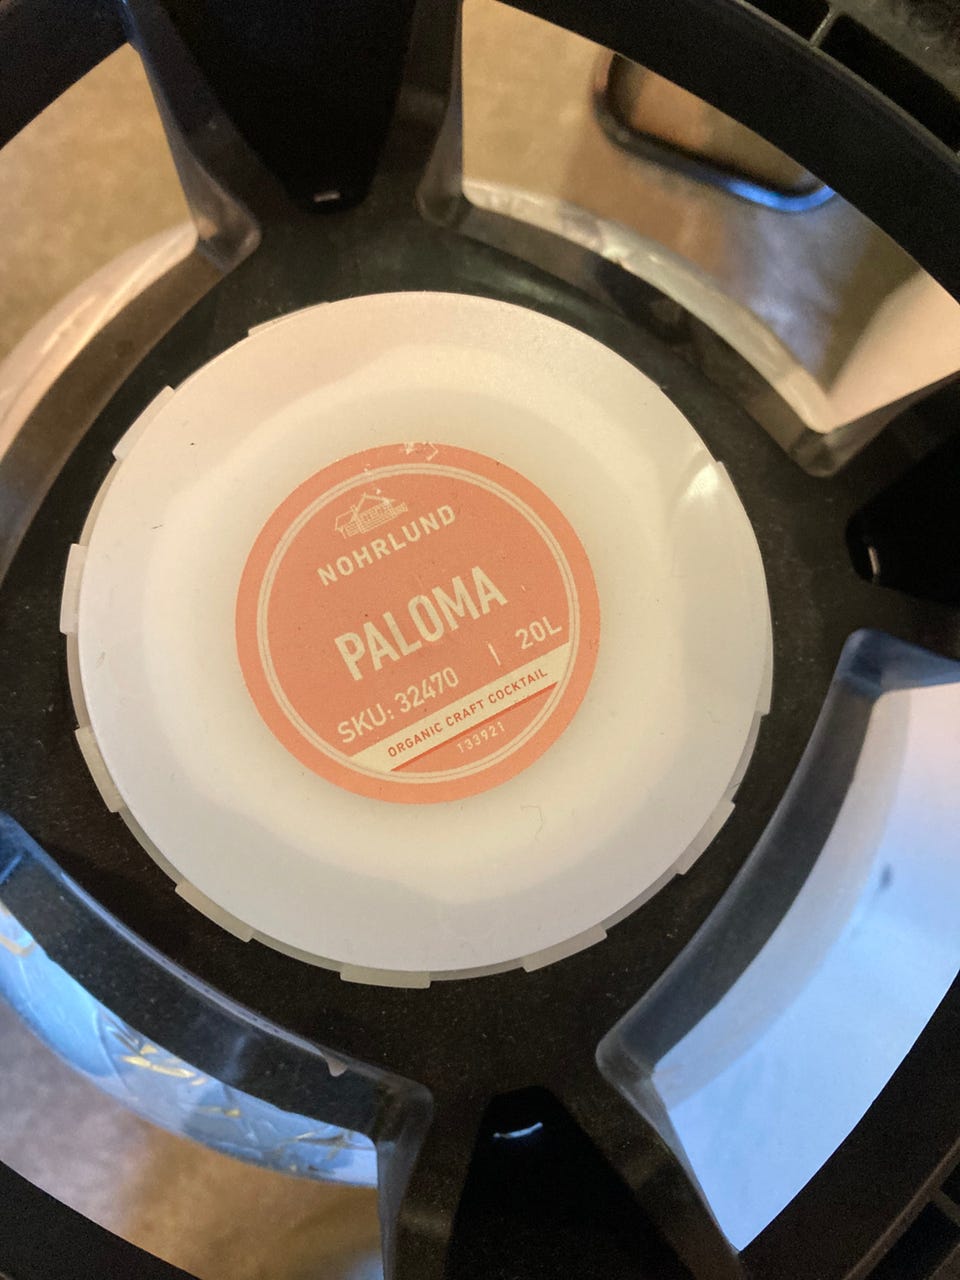 NOHRLUND
PALOMA
SKU: 32470 | 20L
ORGANIC CRAFT COCKTAIL
133921